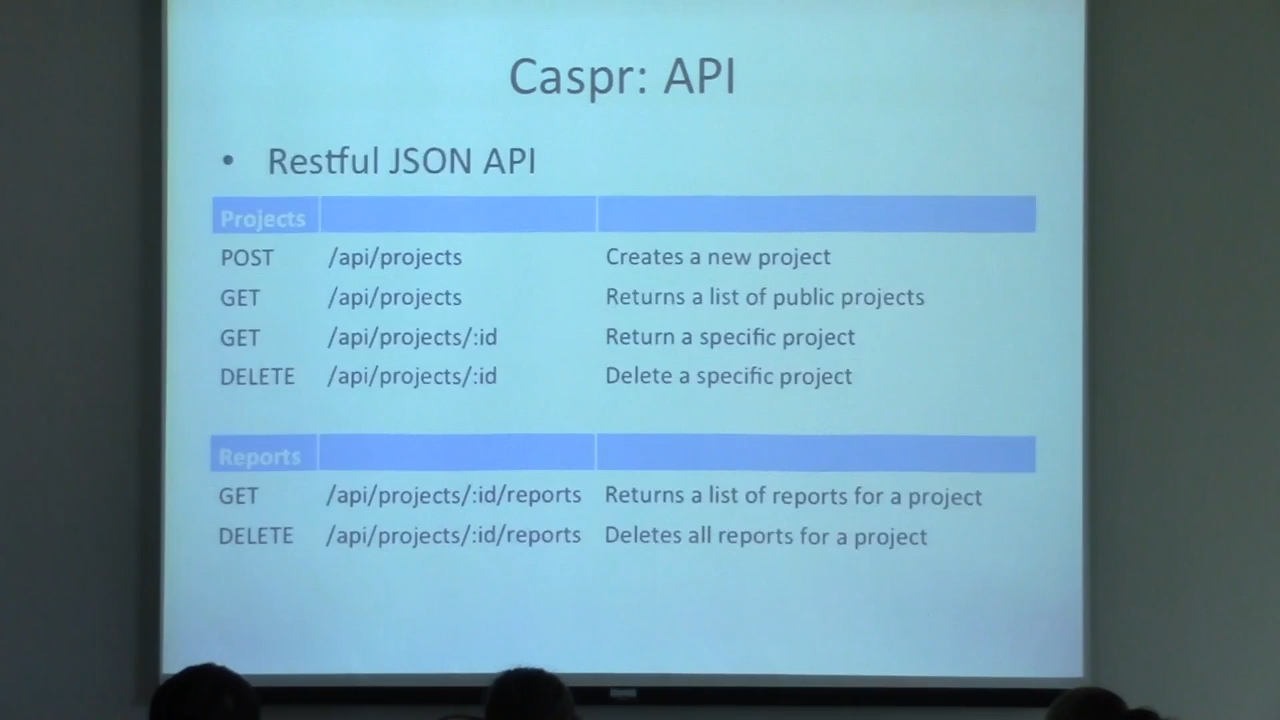 Caspr: API
• Restful JSON API
Projects
POST /api/projects Creates a new project
GET /api/projects Returns a list of public projects
GET /api/projects/:id Return a specific project
DELETE /api/projects/:id Delete a specific project
Reports
GET /api/projects/:id/reports Returns a list of reports for a project
DELETE /api/projects/:id/reports Deletes all reports for a project